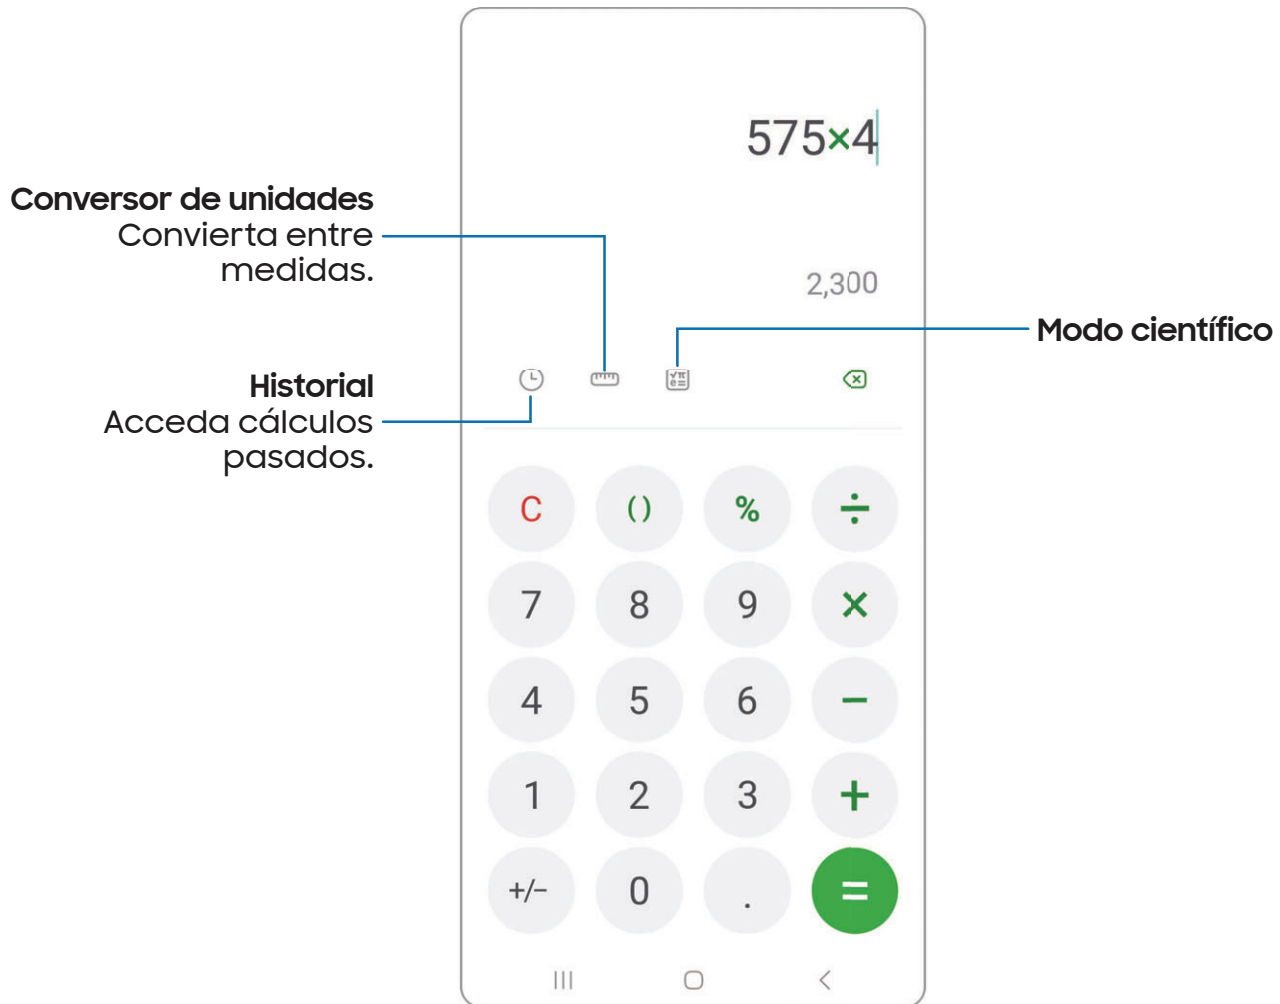 575×4
Conversor de unidades
Convierta entre
medidas.
2,300
Modo científico
√π
e=
Historial
Acceda cálculos
pasados.
C () % ÷
7 8 9 ×
4 5 6 −
1 2 3 +
+/− 0 . =